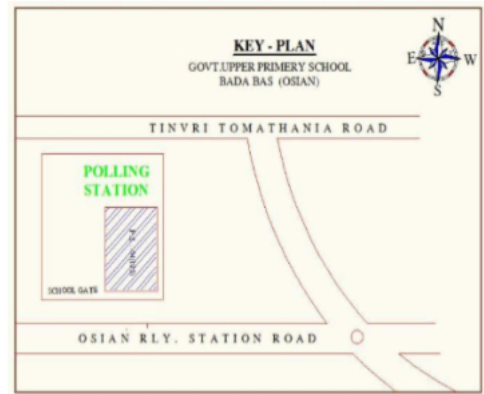 KEY - PLAN
GOVT.UPPER PRIMERY SCHOOL
BADA BAS (OSIAN)
N
E W
S
TINVRI TOMATHANIA ROAD
POLLING
STATION
SCHOOL GATE
OSIAN RLY. STATION ROAD